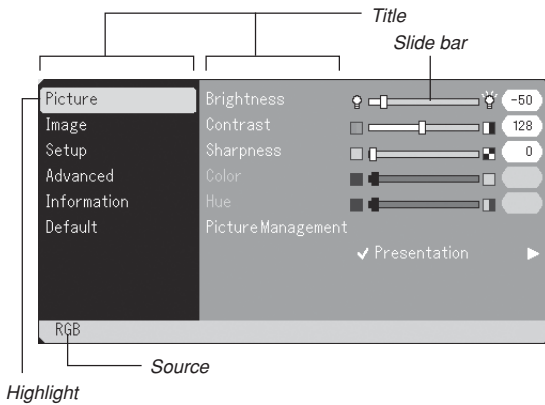 Title
Slide bar
Picture
Image
Setup
Advanced
Information
Default
Brightness -50
Contrast 128
Sharpness 0
Color
Hue
Picture Management
Presentation
RGB
Source
Highlight